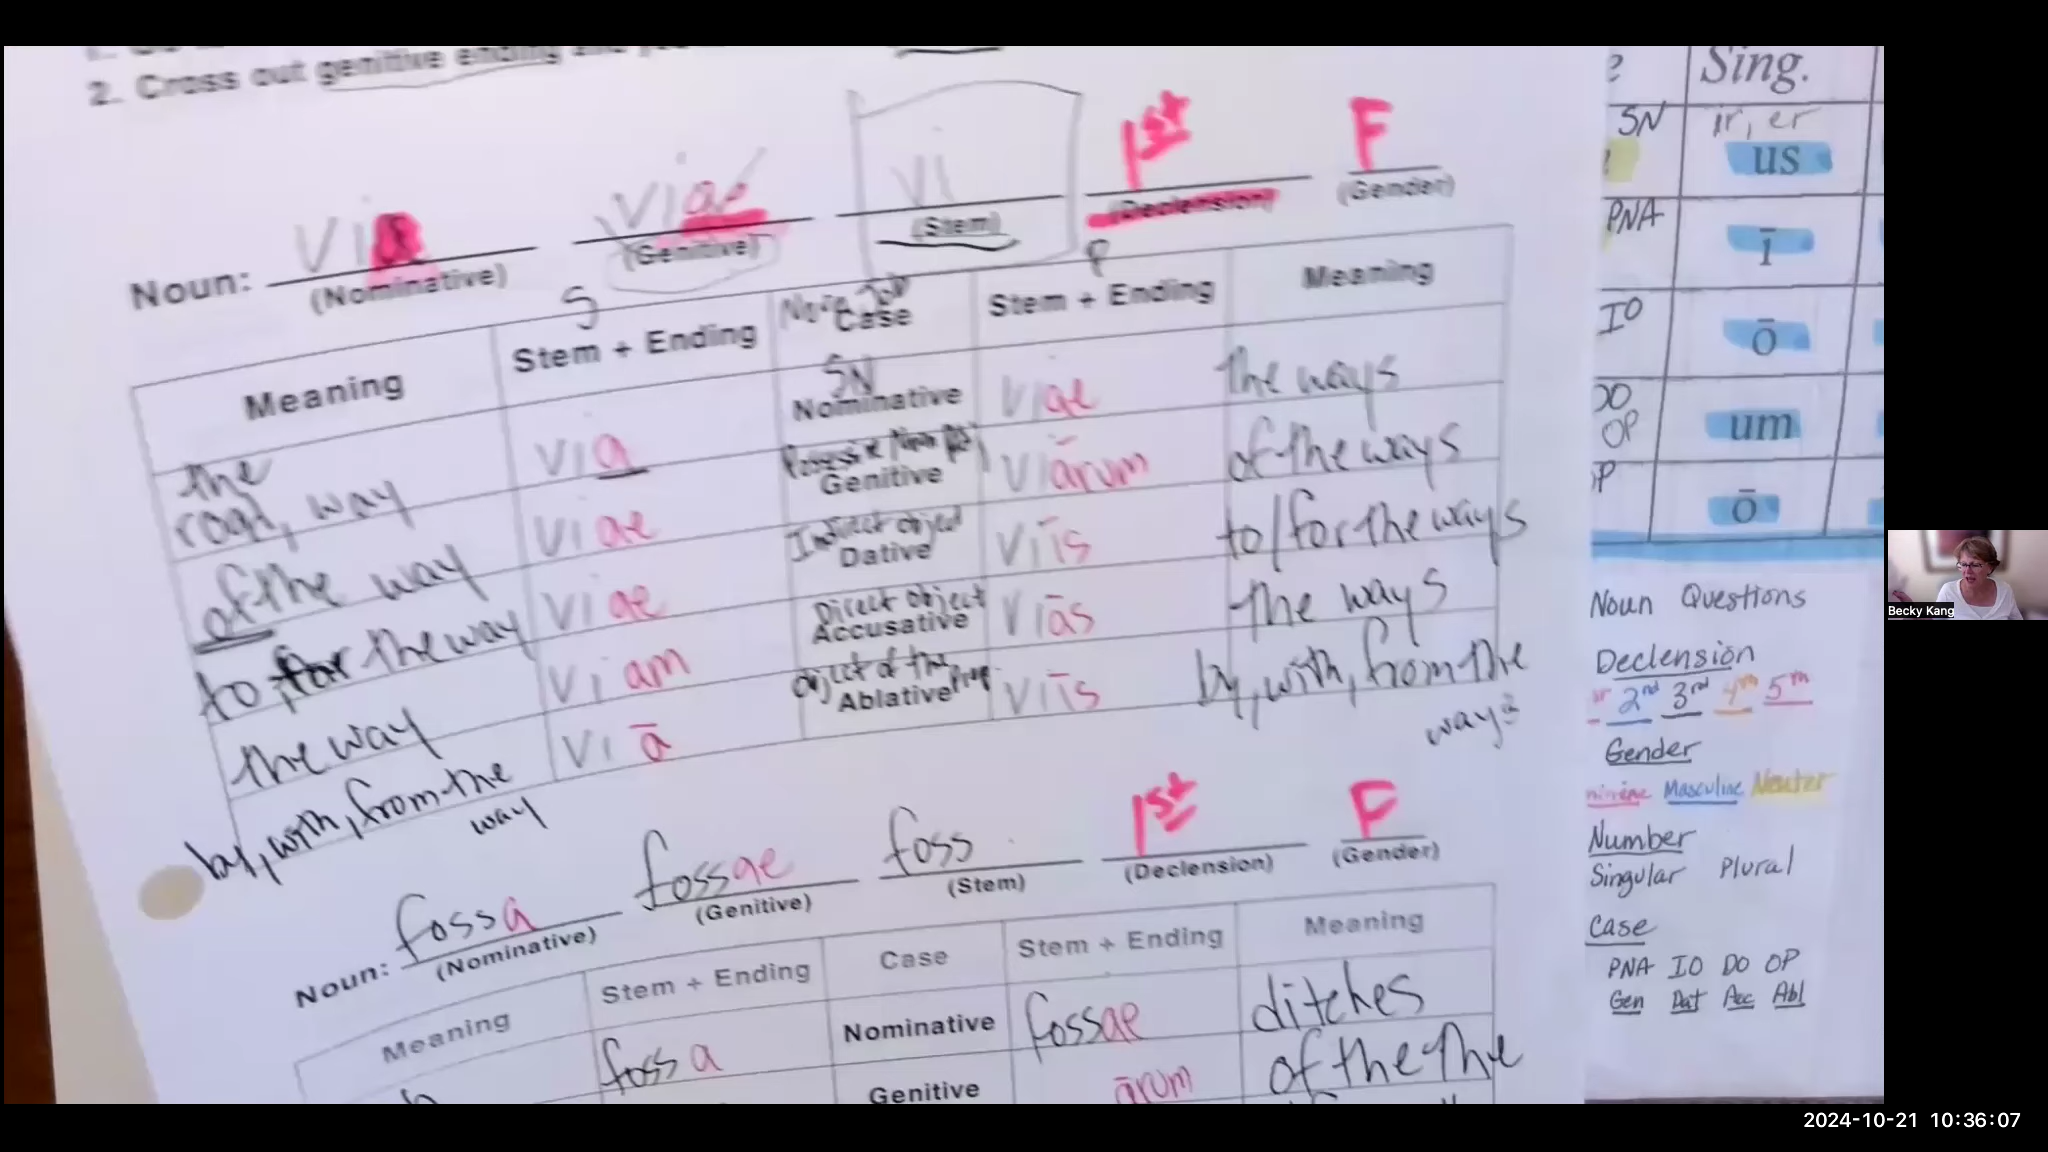 2. Cross out genitive ending
Noun: via viae vi 1st F
(Nominative) (Genitive) (Stem) (Declension) (Gender)
S P
Meaning Stem + Ending Noun Job Case Stem + Ending Meaning
the road, way via SN Nominative viae the ways
of the way viae Possessive Noun Genitive viārum of the ways
to, for the way viae Indirect object Dative viīs to/for the ways
the way viam Direct Object Accusative viās the ways
by, with, from the way viā Object of the Prep. Ablative viīs by, with, from the ways
Noun: fossa fossae foss 1st F
(Nominative) (Genitive) (Stem) (Declension) (Gender)
Meaning Stem + Ending Case Stem + Ending Meaning
fossa Nominative fossae ditches
Genitive ārum of the the
Sing.
SN ir, er
us
PNA ī
IO ō
DO
OP um
ō
Noun Questions
Declension
2nd 3rd 4th 5th
Gender
Masculine Neuter
Number
Singular Plural
Case
PNA IO DO OP
Gen Dat Acc Abl
Becky Kang
2024-10-21 10:36:07